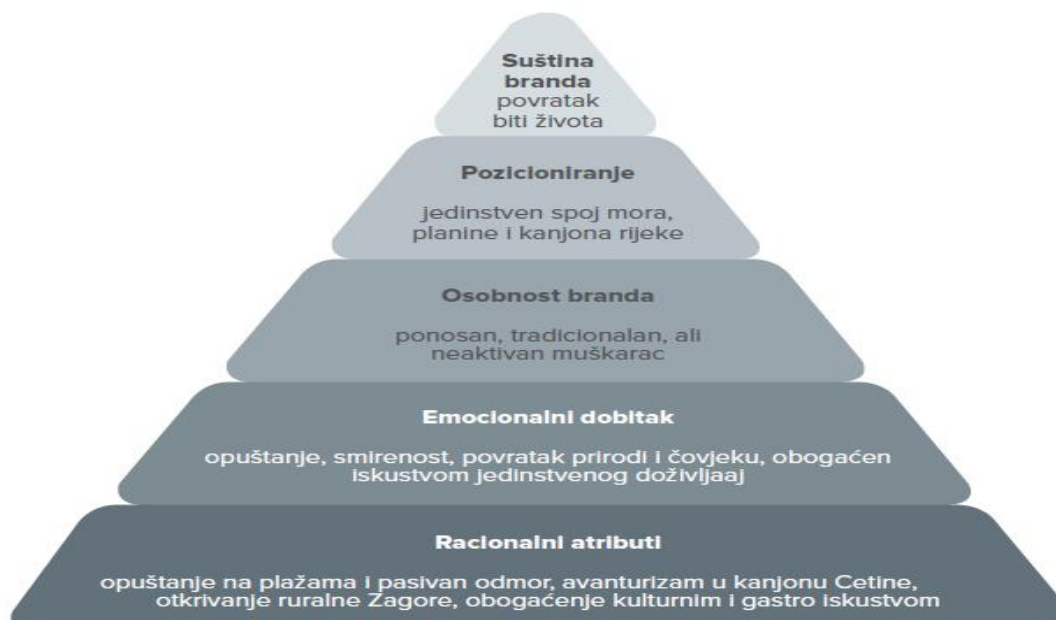 Suština
branda
povratak
biti života
Pozicioniranje
jedinstven spoj mora,
planine i kanjona rijeke
Osobnost branda
ponosan, tradicionalan, ali
neaktivan muškarac
Emocionalni dobitak
opuštanje, smirenost, povratak prirodi i čovjeku, obogaćen
iskustvom jedinstvenog doživljaaj
Racionalni atributi
opuštanje na plažama i pasivan odmor, avanturizam u kanjonu Cetine,
otkrivanje ruralne Zagore, obogaćenje kulturnim i gastro iskustvom